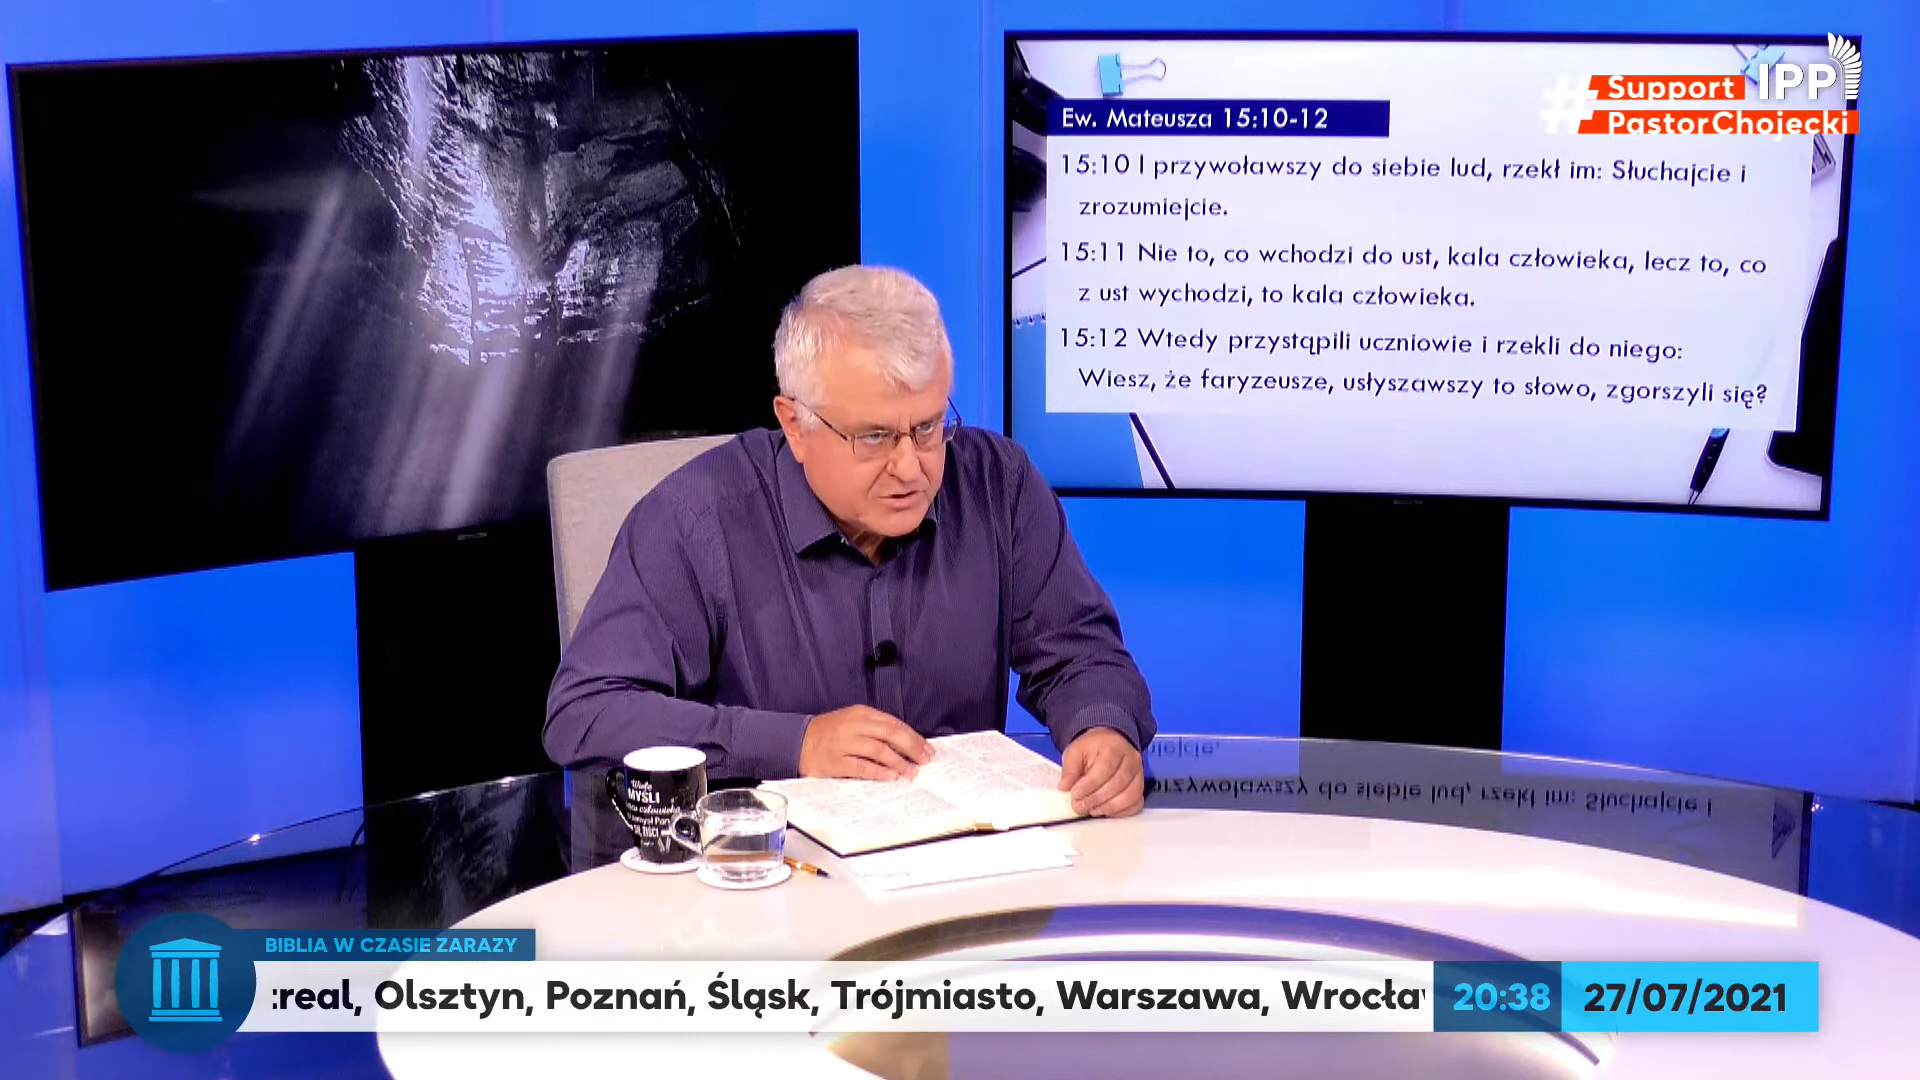 #Support
PastorChojecki
IPP
Ew. Mateusza 15:10-12
15:10 I przywoławszy do siebie lud, rzekł im: Słuchajcie i
zrozumiejcie.
15:11 Nie to, co wchodzi do ust, kala człowieka, lecz to, co
z ust wychodzi, to kala człowieka.
15:12 Wtedy przystąpili uczniowie i rzekli do niego:
Wiesz, że faryzeusze, usłyszawszy to słowo, zgorszyli się?
Wiele
MYŚLI
BIBLIA W CZASIE ZARAZY
real, Olsztyn, Poznań, Śląsk, Trójmiasto, Warszawa, Wrocła
20:38
27/07/2021